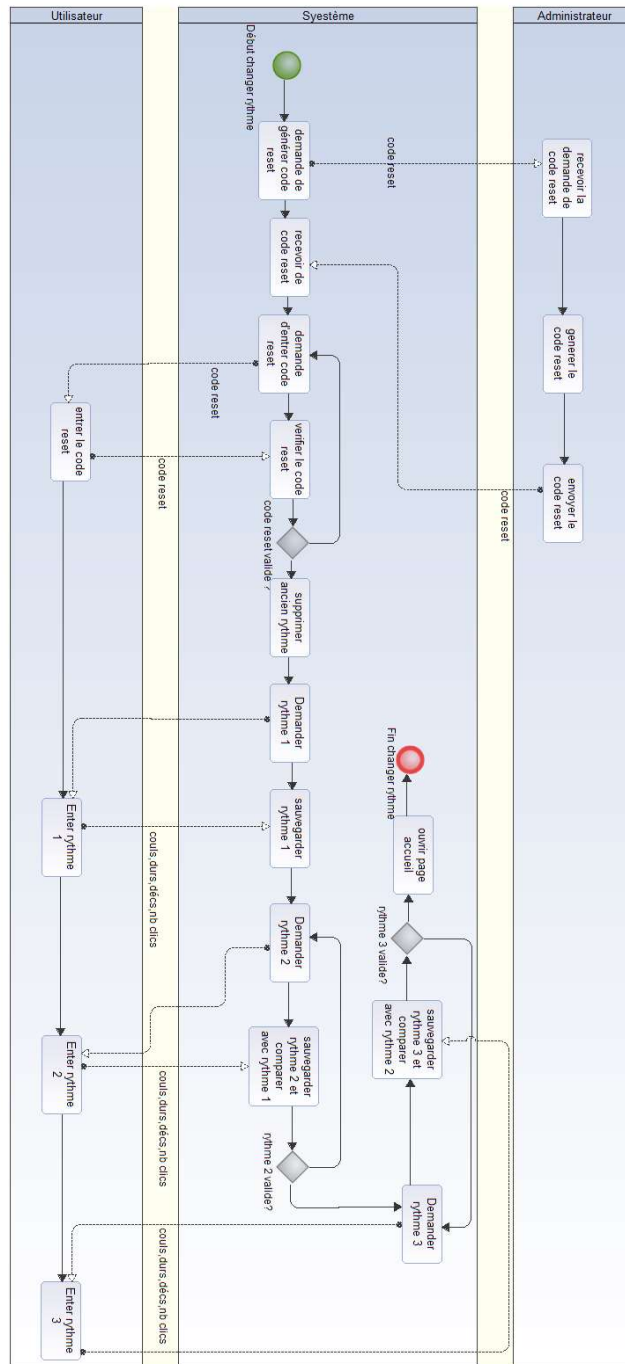 Utilisateur
Syestème
Administrateur
Début changer rythme
demande de
générer code
reset
code reset
recevoir la
demande de
code reset
recevoir de
code reset
generer le
code reset
demande
d'entrer code
reset
code reset
entrer le code
reset
verifier le code
reset
code reset
envoyer le
code reset
code reset
code reset valide ?
supprimer
ancien rythme
Demander
rythme 1
Enter rythme
1
sauvegarder
rythme 1
couls,durs,décs,nb clics
Demander
rythme 2
Enter rythme
2
sauvegarder
rythme 2 et
comparer
avec rythme 1
couls,durs,décs,nb clics
rythme 2 valide?
Demander
rythme 3
Enter rythme
3
couls,durs,décs,nb clics
sauvegarder
rythme 3 et
comparer
avec rythme 2
rythme 3 valide?
ouvrir page
accueil
Fin changer rythme